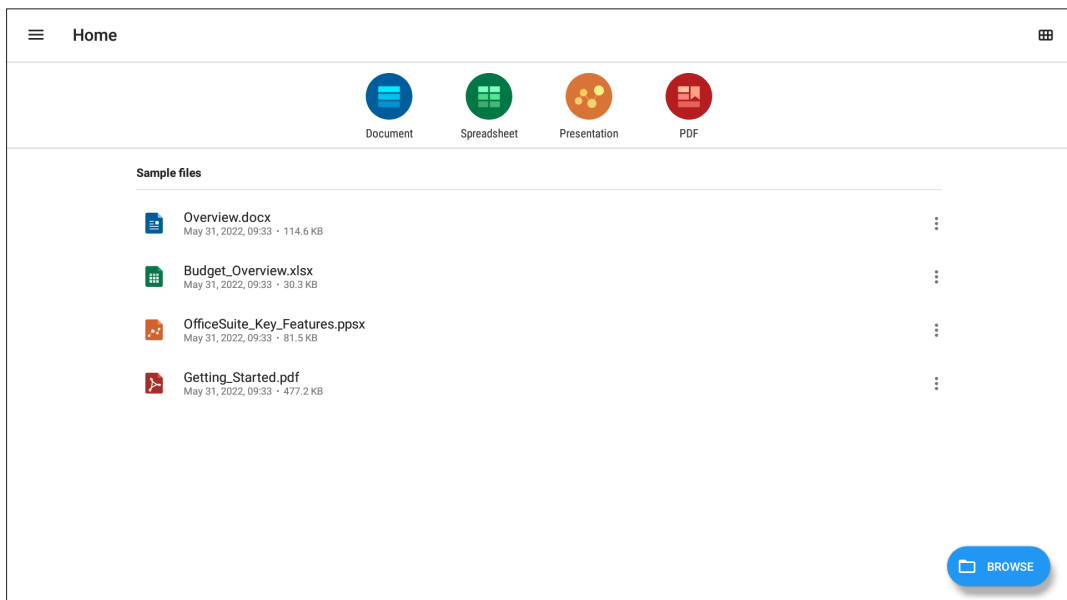 Home
Document Spreadsheet Presentation PDF
Sample files
Overview.docx
May 31, 2022, 09:33 · 114.6 KB
Budget_Overview.xlsx
May 31, 2022, 09:33 · 30.3 KB
OfficeSuite_Key_Features.ppsx
May 31, 2022, 09:33 · 81.5 KB
Getting_Started.pdf
May 31, 2022, 09:33 · 477.2 KB
BROWSE